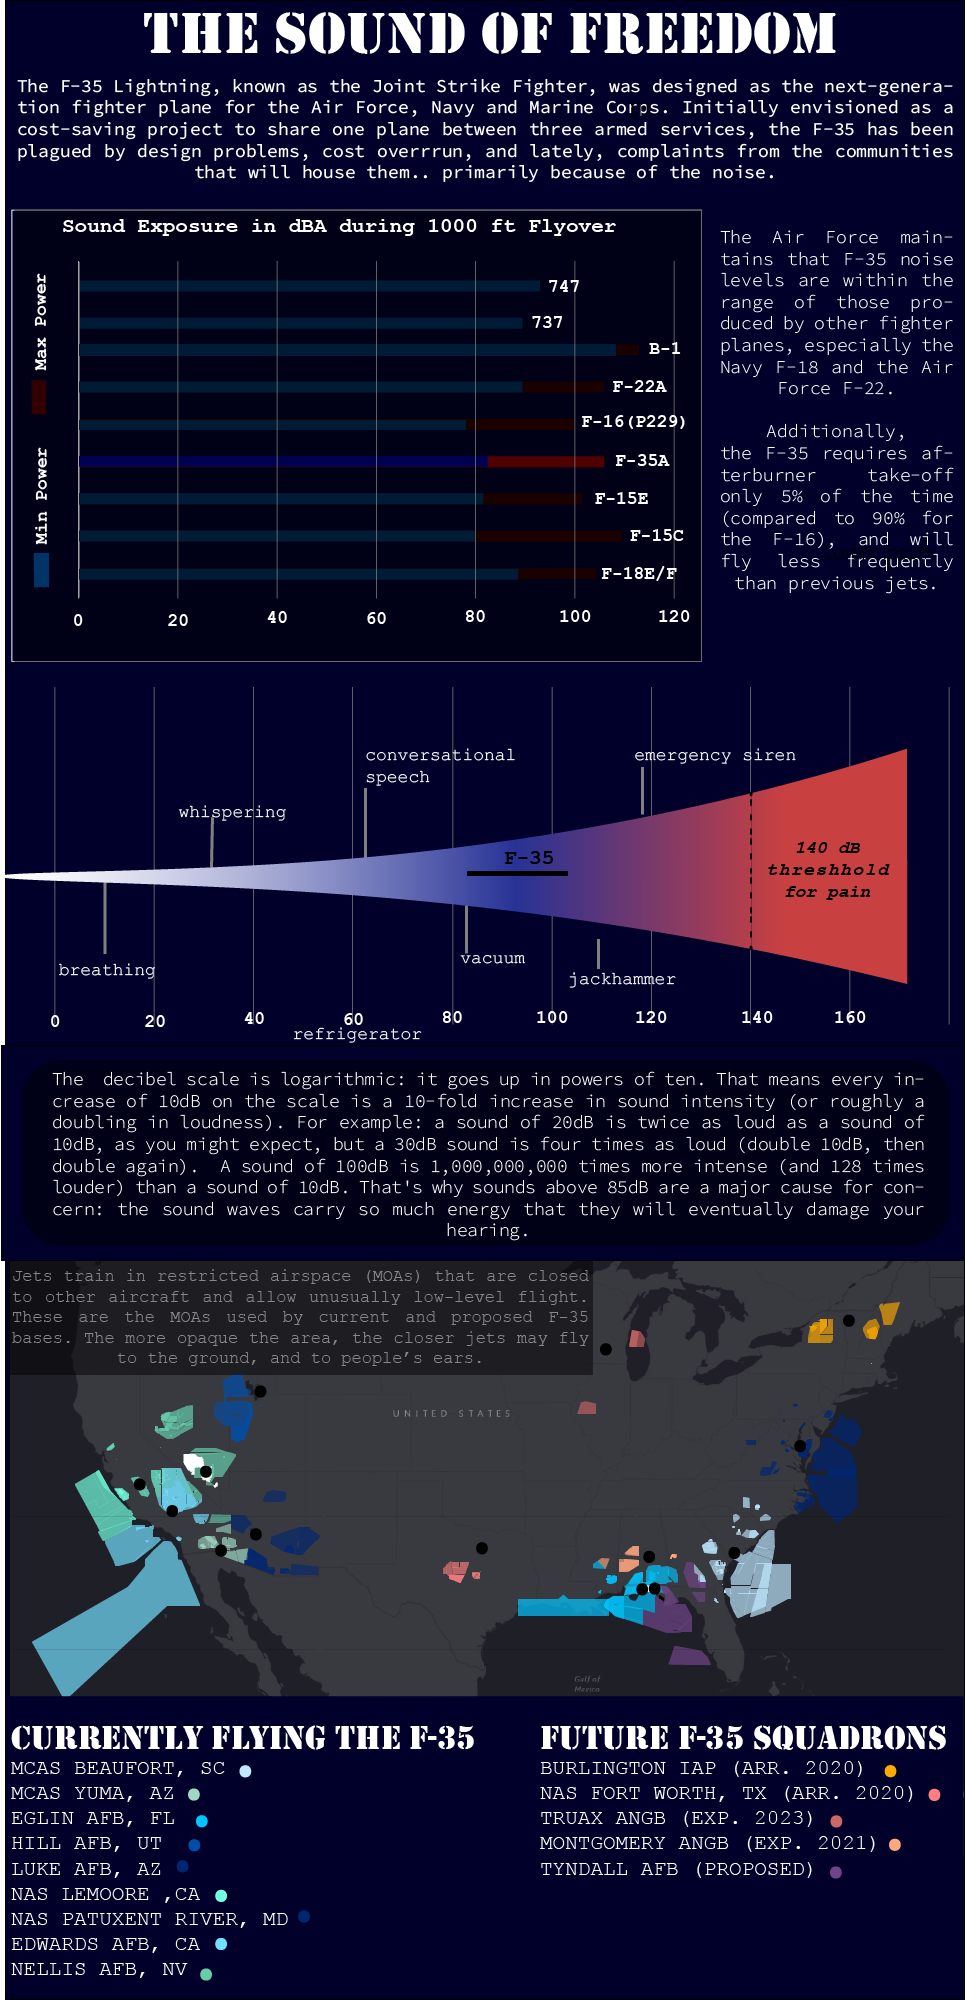 THE SOUND OF FREEDOM
The F-35 Lightning, known as the Joint Strike Fighter, was designed as the next-genera-
tion fighter plane for the Air Force, Navy and Marine Corps. Initially envisioned as a
cost-saving project to share one plane between three armed services, the F-35 has been
plagued by design problems, cost overrrun, and lately, complaints from the communities
that will house them.. primarily because of the noise.
Sound Exposure in dBA during 1000 ft Flyover
Max Power
Min Power
747
737
B-1
F-22A
F-16(P229)
F-35A
F-15E
F-15C
F-18E/F
0 20 40 60 80 100 120
The Air Force main-
tains that F-35 noise
levels are within the
range of those pro-
duced by other fighter
planes, especially the
Navy F-18 and the Air
Force F-22.
Additionally,
the F-35 requires af-
terburner take-off
only 5% of the time
(compared to 90% for
the F-16), and will
fly less frequently
than previous jets.
conversational
speech
emergency siren
whispering
F-35
140 dB
threshhold
for pain
breathing
vacuum
jackhammer
0 20 40 60 80 100 120 140 160
refrigerator
The decibel scale is logarithmic: it goes up in powers of ten. That means every in-
crease of 10dB on the scale is a 10-fold increase in sound intensity (or roughly a
doubling in loudness). For example: a sound of 20dB is twice as loud as a sound of
10dB, as you might expect, but a 30dB sound is four times as loud (double 10dB, then
double again). A sound of 100dB is 1,000,000,000 times more intense (and 128 times
louder) than a sound of 10dB. That's why sounds above 85dB are a major cause for con-
cern: the sound waves carry so much energy that they will eventually damage your
hearing.
Jets train in restricted airspace (MOAs) that are closed
to other aircraft and allow unusually low-level flight.
These are the MOAs used by current and proposed F-35
bases. The more opaque the area, the closer jets may fly
to the ground, and to people’s ears.
UNITED STATES
Gulf of
Mexico
CURRENTLY FLYING THE F-35
MCAS BEAUFORT, SC
MCAS YUMA, AZ
EGLIN AFB, FL
HILL AFB, UT
LUKE AFB, AZ
NAS LEMOORE ,CA
NAS PATUXENT RIVER, MD
EDWARDS AFB, CA
NELLIS AFB, NV
FUTURE F-35 SQUADRONS
BURLINGTON IAP (ARR. 2020)
NAS FORT WORTH, TX (ARR. 2020)
TRUAX ANGB (EXP. 2023)
MONTGOMERY ANGB (EXP. 2021)
TYNDALL AFB (PROPOSED)